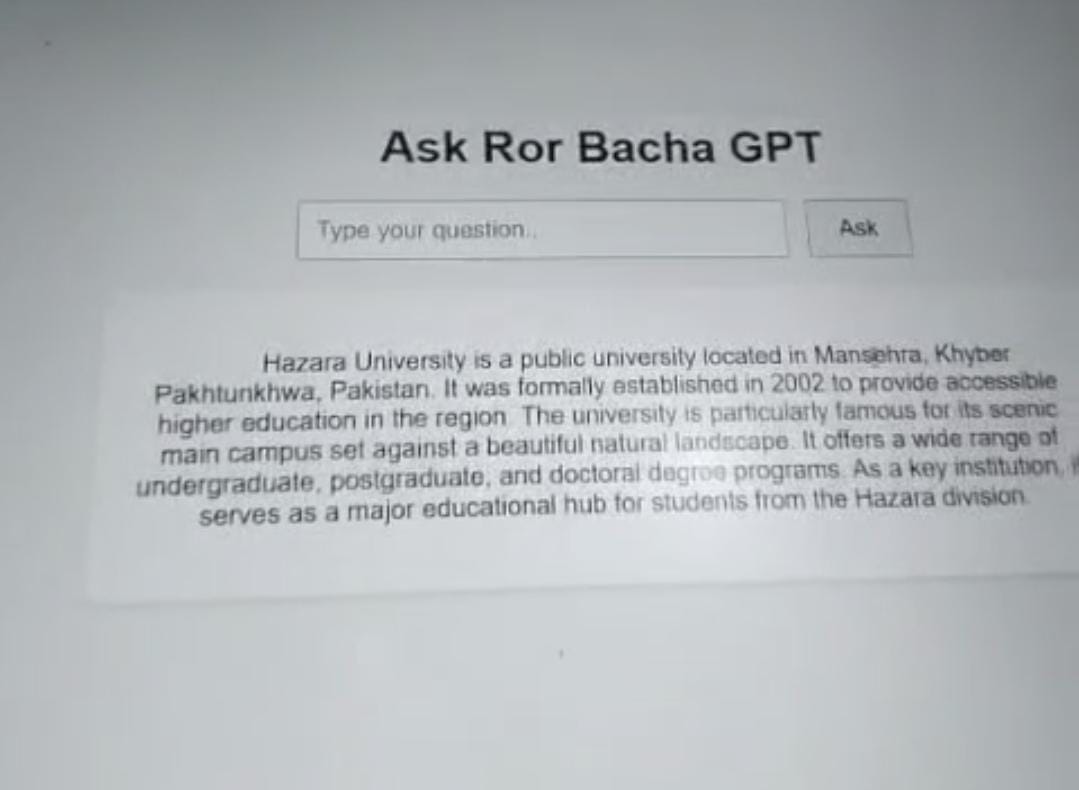 Ask Ror Bacha GPT
Type your question..
Ask
Hazara University is a public university located in Mansehra, Khyber
Pakhtunkhwa, Pakistan. It was formally established in 2002 to provide accessible
higher education in the region. The university is particularly famous for its scenic
main campus set against a beautiful natural landscape. It offers a wide range of
undergraduate, postgraduate, and doctoral degree programs. As a key institution,
serves as a major educational hub for students from the Hazara division.